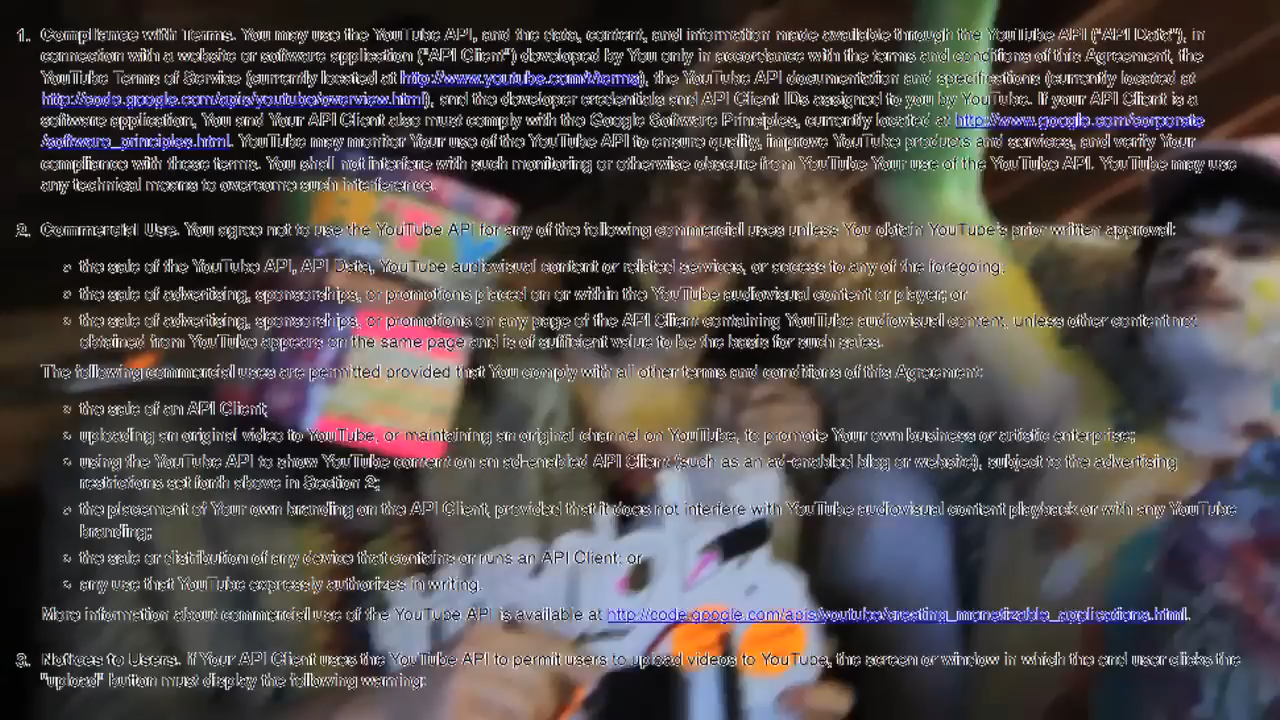 1. Compliance with Terms. You may use the YouTube API, and the data, content, and information made available through the YouTube API ("API Data"), in
connection with a website or software application ("API Client") developed by You only in accordance with the terms and conditions of this Agreement, the
YouTube Terms of Service (currently located at http://www.youtube.com/t/terms), the YouTube API documentation and specifications (currently located at
http://code.google.com/apis/youtube/overview.html), and the developer credentials and API Client IDs assigned to you by YouTube. If your API Client is a
software application, You and Your API Client also must comply with the Google Software Principles, currently located at http://www.google.com/corporate
/software_principles.html. YouTube may monitor Your use of the YouTube API to ensure quality, improve YouTube products and services, and verify Your
compliance with these terms. You shall not interfere with such monitoring or otherwise obscure from YouTube Your use of the YouTube API. YouTube may use
any technical means to overcome such interference.
2. Commercial Use. You agree not to use the YouTube API for any of the following commercial uses unless You obtain YouTube's prior written approval:
◦ the sale of the YouTube API, API Data, YouTube audiovisual content or related services, or access to any of the foregoing;
◦ the sale of advertising, sponsorships, or promotions placed on or within the YouTube audiovisual content or player; or
◦ the sale of advertising, sponsorships, or promotions on any page of the API Client containing YouTube audiovisual content, unless other content not
obtained from YouTube appears on the same page and is of sufficient value to be the basis for such sales.
The following commercial uses are permitted provided that You comply with all other terms and conditions of this Agreement:
◦ the sale of an API Client;
◦ uploading an original video to YouTube, or maintaining an original channel on YouTube, to promote Your own business or artistic enterprise;
◦ using the YouTube API to show YouTube content on an ad-enabled API Client (such as an ad-enabled blog or website), subject to the advertising
restrictions set forth above in Section 2;
◦ the placement of Your own branding on the API Client, provided that it does not interfere with YouTube audiovisual content playback or with any YouTube
branding;
◦ the sale or distribution of any device that contains or runs an API Client; or
◦ any use that YouTube expressly authorizes in writing.
More information about commercial use of the YouTube API is available at http://code.google.com/apis/youtube/creating_monetizable_applications.html.
3. Notices to Users. If Your API Client uses the YouTube API to permit users to upload videos to YouTube, the screen or window in which the end user clicks the
"upload" button must display the following warning: